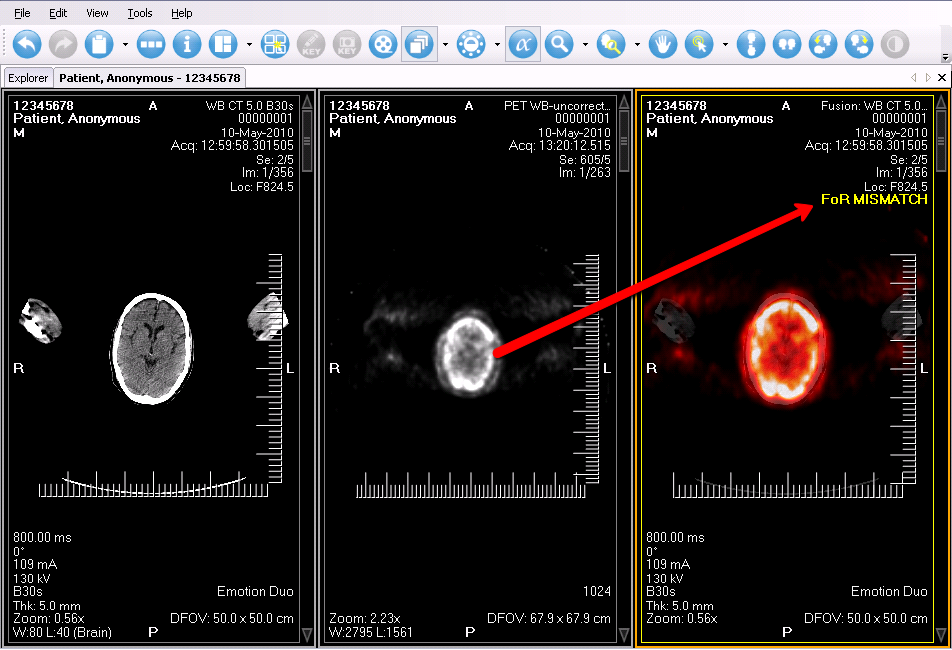 File Edit View Tools Help
KEY KEY α
Explorer Patient, Anonymous - 12345678
12345678 A WB CT 5.0 B30s
Patient, Anonymous 00000001
M 10-May-2010
Acq: 12:59:58.301505
Se: 2/5
Im: 1/356
Loc: F824.5
R L
800.00 ms
0°
109 mA
130 kV
B30s Emotion Duo
Thk: 5.0 mm
Zoom: 0.56x DFOV: 50.0 x 50.0 cm
W:80 L:40 (Brain) P
12345678 A PET WB-uncorrect...
Patient, Anonymous 00000001
M 10-May-2010
Acq: 13:20:12.515
Se: 605/5
Im: 1/263
R L
1024
Zoom: 2.23x DFOV: 67.9 x 67.9 cm
W:2795 L:1561 P
12345678 A Fusion: WB CT 5.0...
Patient, Anonymous 00000001
M 10-May-2010
Acq: 12:59:58.301505
Se: 2/5
Im: 1/356
Loc: F824.5
FoR MISMATCH
R L
800.00 ms
0°
109 mA
130 kV
B30s Emotion Duo
Thk: 5.0 mm
Zoom: 0.56x DFOV: 50.0 x 50.0 cm
P